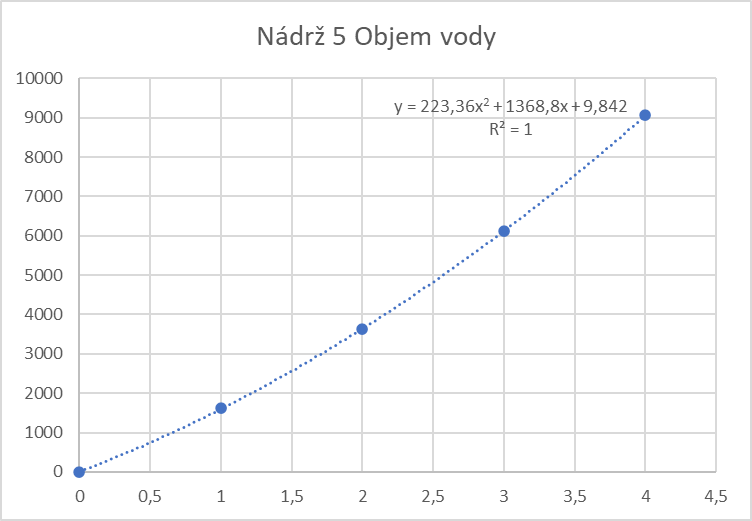 Nádrž 5 Objem vody
10000
9000
8000
7000
6000
5000
4000
3000
2000
1000
0
y = 223,36x² + 1368,8x + 9,842
R² = 1
0 0,5 1 1,5 2 2,5 3 3,5 4 4,5